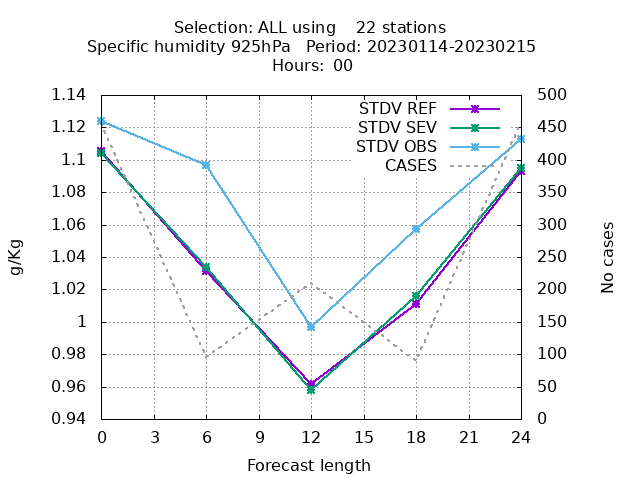 Selection: ALL using    22 stations
Specific humidity 925hPa   Period: 20230114-20230215
Hours:  00
STDV REF
STDV SEV
STDV OBS
CASES
1.14
1.12
1.1
1.08
1.06
1.04
1.02
1
0.98
0.96
0.94
g/Kg
500
450
400
350
300
250
200
150
100
50
0
No cases
0 3 6 9 12 15 18 21 24
Forecast length